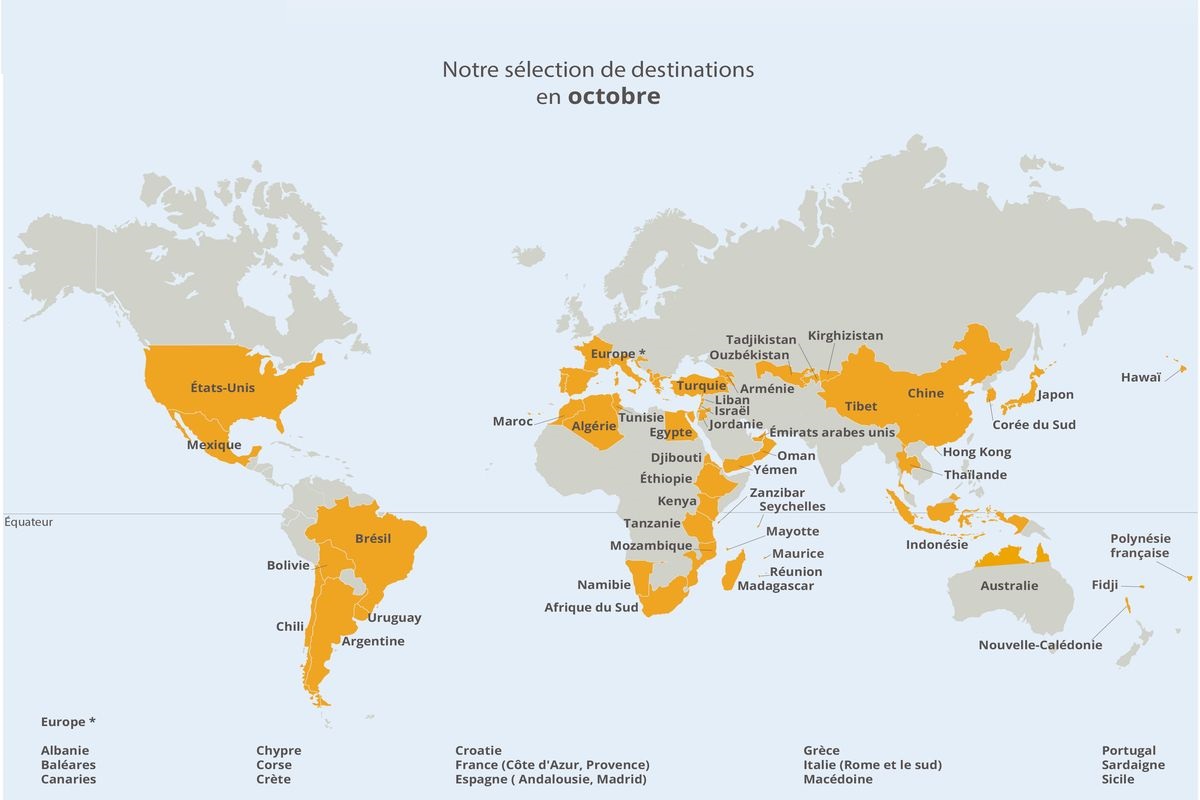 Notre sélection de destinations
en octobre
Tadjikistan
Kirghizistan
Europe *
Ouzbékistan
Hawaï
États-Unis
Turquie
Arménie
Chine
Japon
Liban
Tibet
Israël
Maroc
Tunisie
Algérie
Jordanie
Corée du Sud
Egypte
Émirats arabes unis
Mexique
Hong Kong
Djibouti
Oman
Yémen
Thaïlande
Éthiopie
Zanzibar
Kenya
Seychelles
Équateur
Tanzanie
Mayotte
Brésil
Polynésie
française
Mozambique
Indonésie
Maurice
Bolivie
Réunion
Namibie
Madagascar
Australie
Fidji
Afrique du Sud
Uruguay
Chili
Argentine
Nouvelle-Calédonie
Europe *
Albanie
Baléares
Canaries
Chypre
Corse
Crète
Croatie
France (Côte d'Azur, Provence)
Espagne ( Andalousie, Madrid)
Grèce
Italie (Rome et le sud)
Macédoine
Portugal
Sardaigne
Sicile